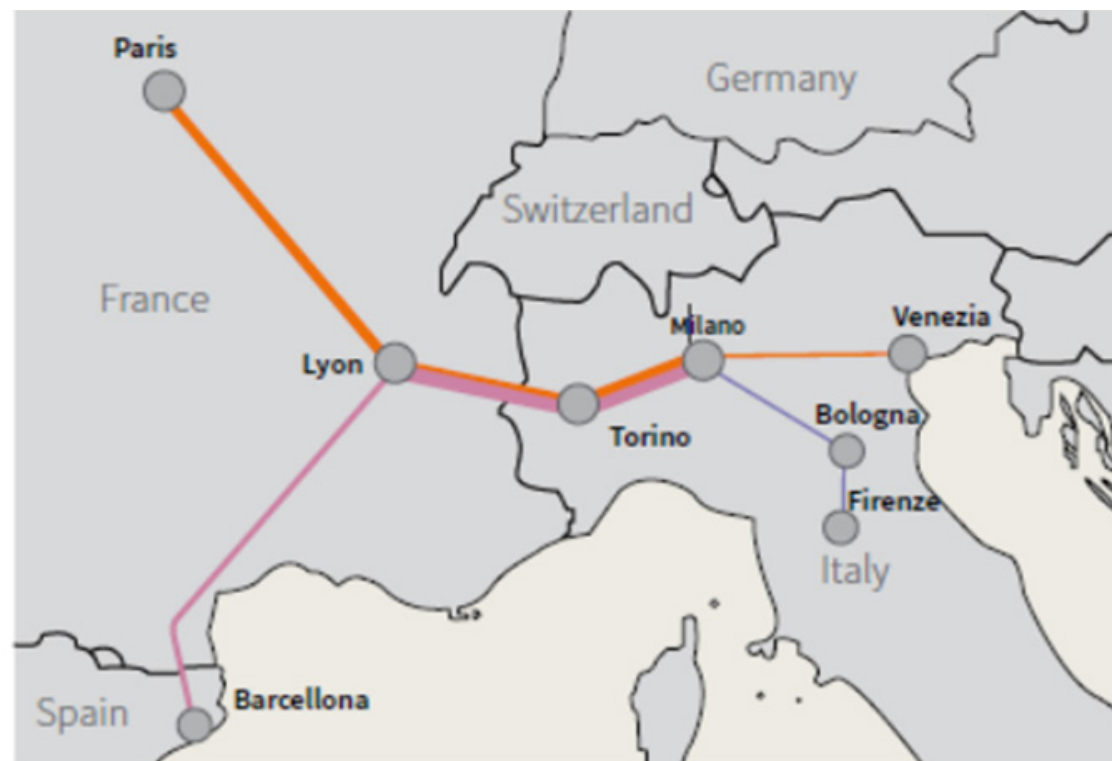 Paris
Germany
Switzerland
France
Venezia
Milano
Lyon
Bologna
Torino
Firenze
Italy
Barcellona
Spain